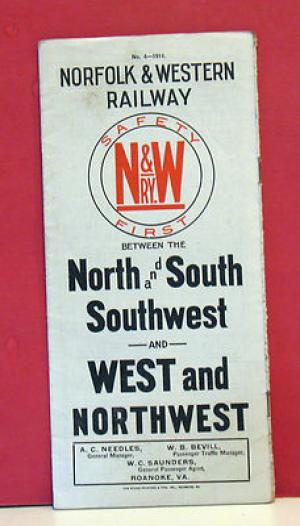 No. 4—1914.
NORFOLK & WESTERN
RAILWAY
SAFETY
N&W
RY.
FIRST
BETWEEN THE
North and South
Southwest
—AND—
WEST and
NORTHWEST
A. C. NEEDLES, W. B. BEVILL,
General Manager, Passenger Traffic Manager,
W. C. SAUNDERS,
General Passenger Agent,
ROANOKE, VA.